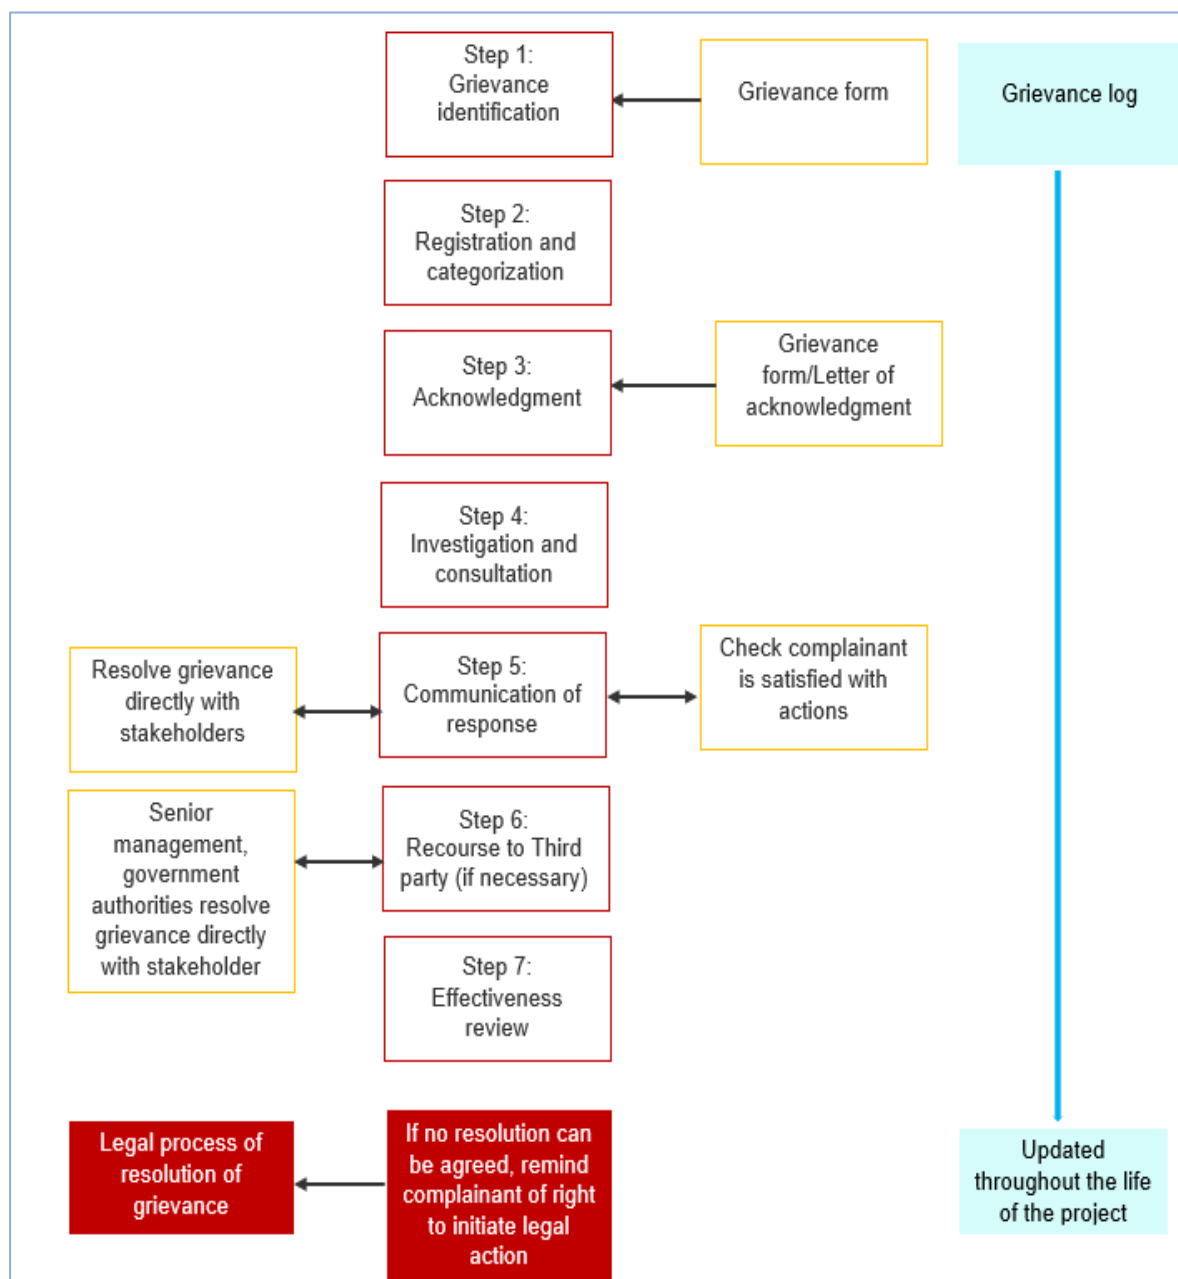 Step 1:
Grievance
identification
Grievance form
Grievance log
Step 2:
Registration and
categorization
Step 3:
Acknowledgment
Grievance
form/Letter of
acknowledgment
Step 4:
Investigation and
consultation
Resolve grievance
directly with
stakeholders
Step 5:
Communication of
response
Check complainant
is satisfied with
actions
Senior
management,
government
authorities resolve
grievance directly
with stakeholder
Step 6:
Recourse to Third
party (if necessary)
Step 7:
Effectiveness
review
Legal process of
resolution of
grievance
If no resolution can
be agreed, remind
complainant of right
to initiate legal
action
Updated
throughout the life
of the project